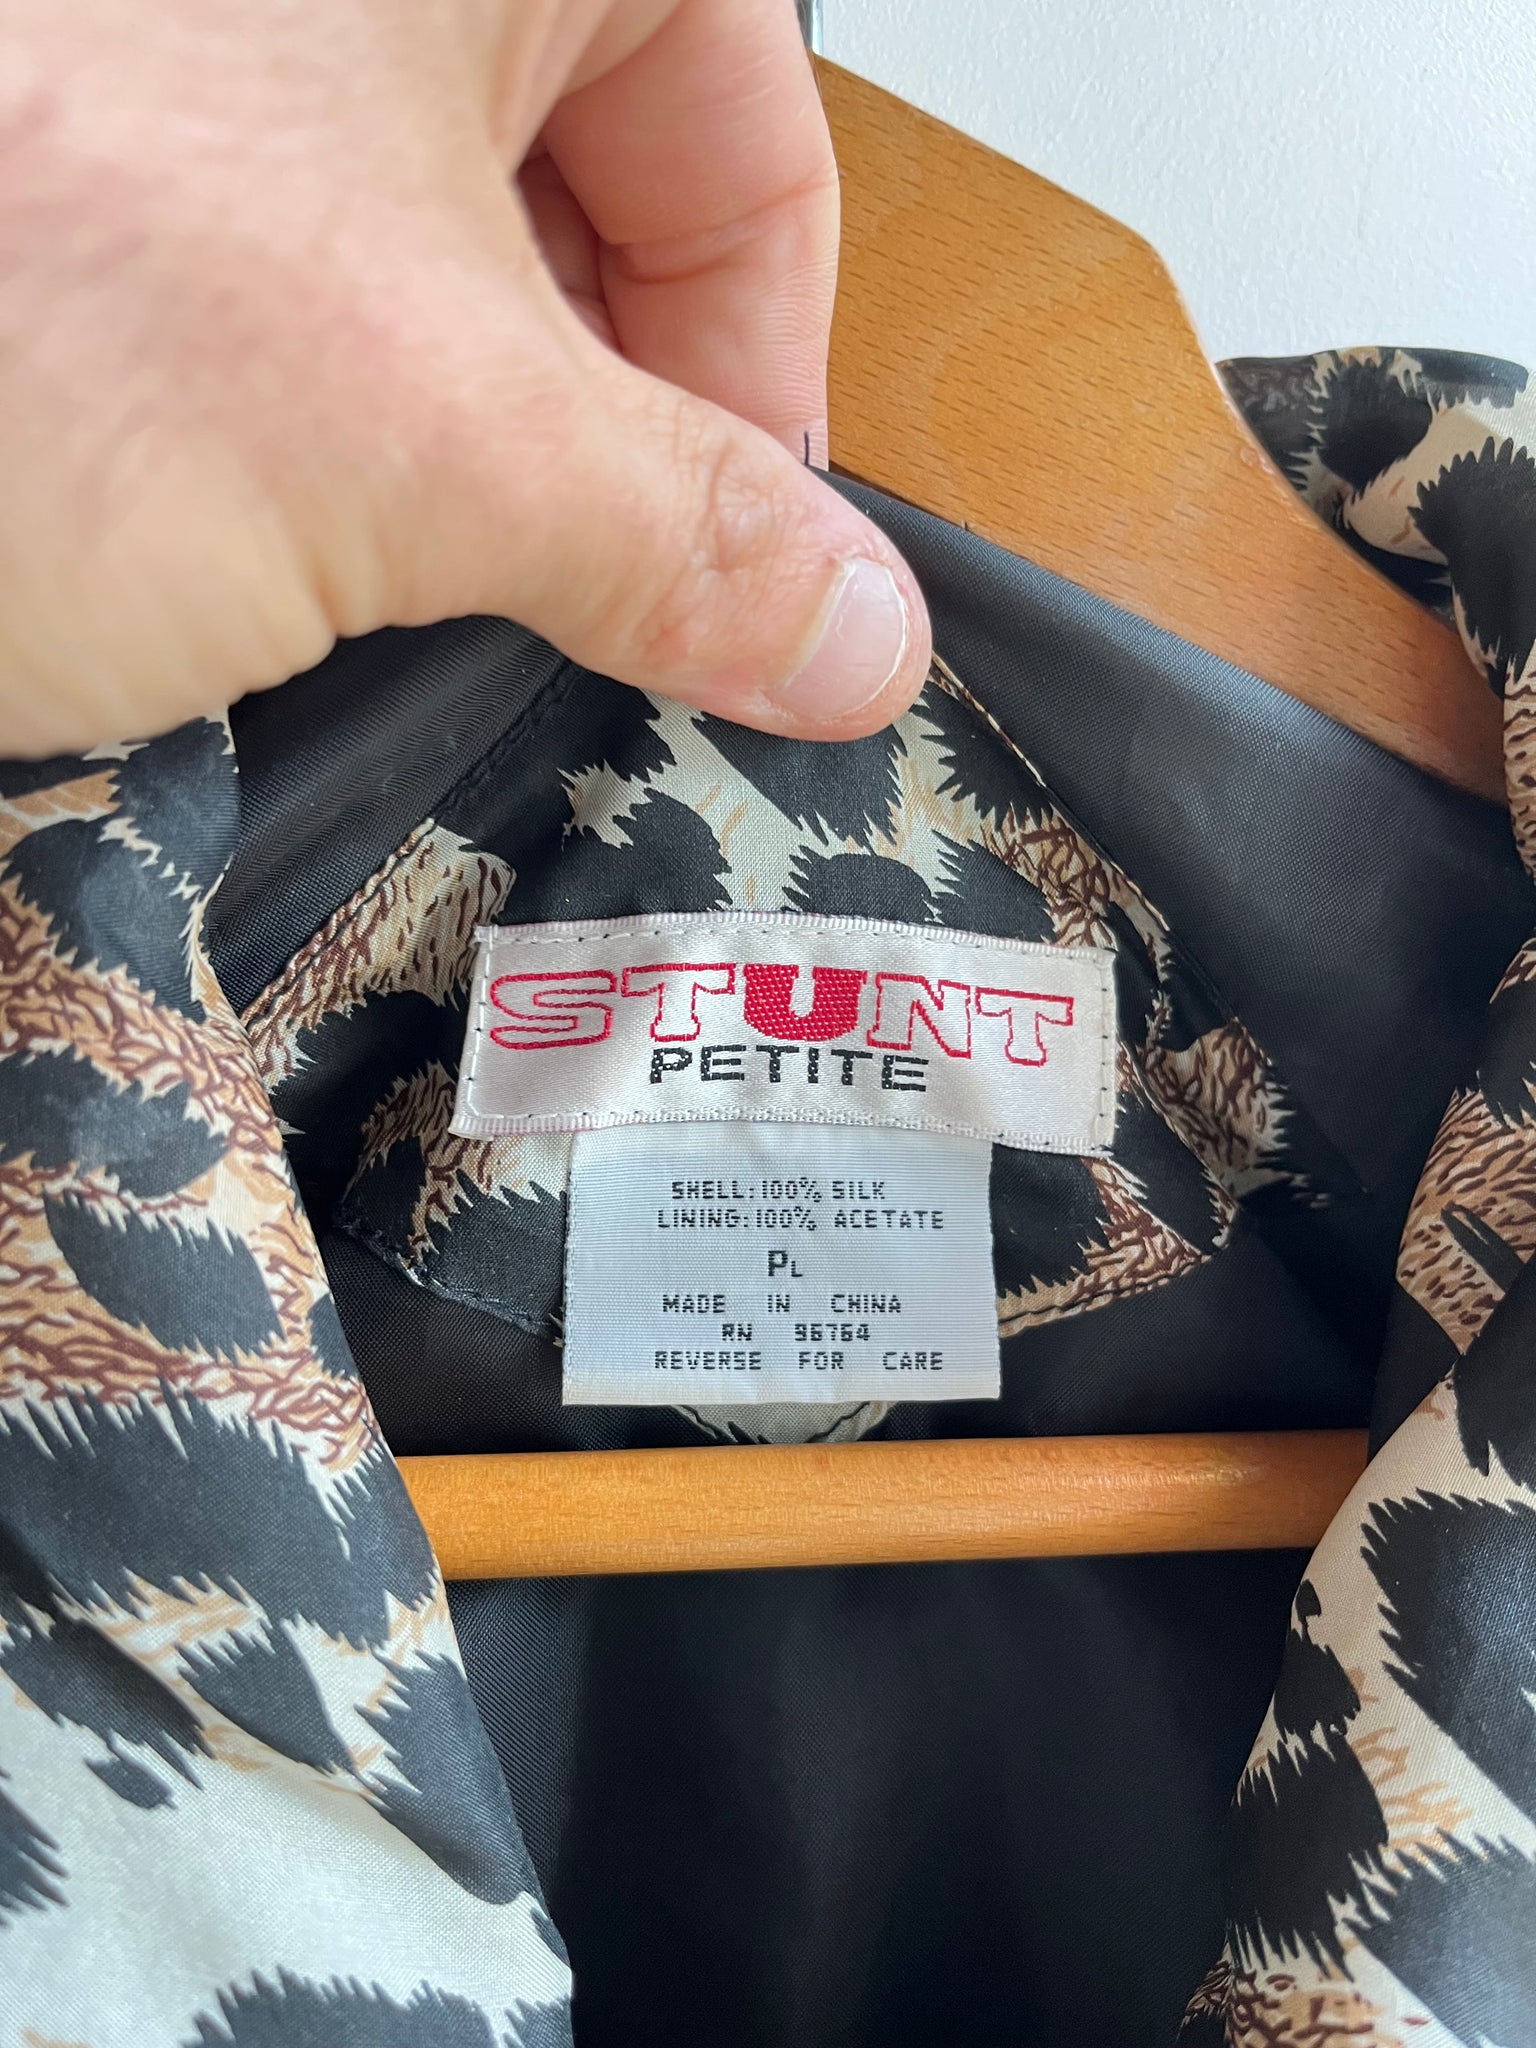 STUNT
PETITE
SHELL:100% SILK
LINING:100% ACETATE
PL
MADE IN CHINA
RN 96764
REVERSE FOR CARE